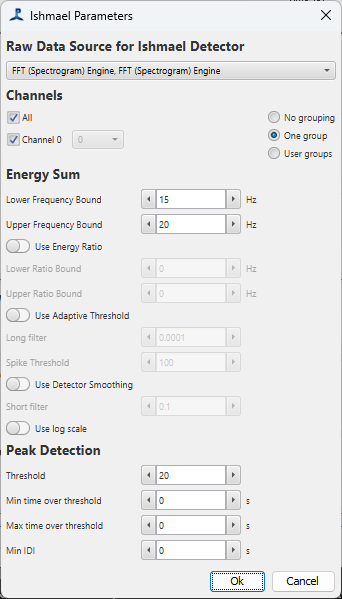 Ishmael Parameters
Raw Data Source for Ishmael Detector
FFT (Spectrogram) Engine, FFT (Spectrogram) Engine
Channels
All
No grouping
Channel 0 0
One group
User groups
Energy Sum
Lower Frequency Bound 15 Hz
Upper Frequency Bound 20 Hz
Use Energy Ratio
Lower Ratio Bound 0 Hz
Upper Ratio Bound 0 Hz
Use Adaptive Threshold
Long filter 0.0001
Spike Threshold 100
Use Detector Smoothing
Short filter 0.1
Use log scale
Peak Detection
Threshold 20
Min time over threshold 0 s
Max time over threshold 0 s
Min IDI 0 s
Ok Cancel